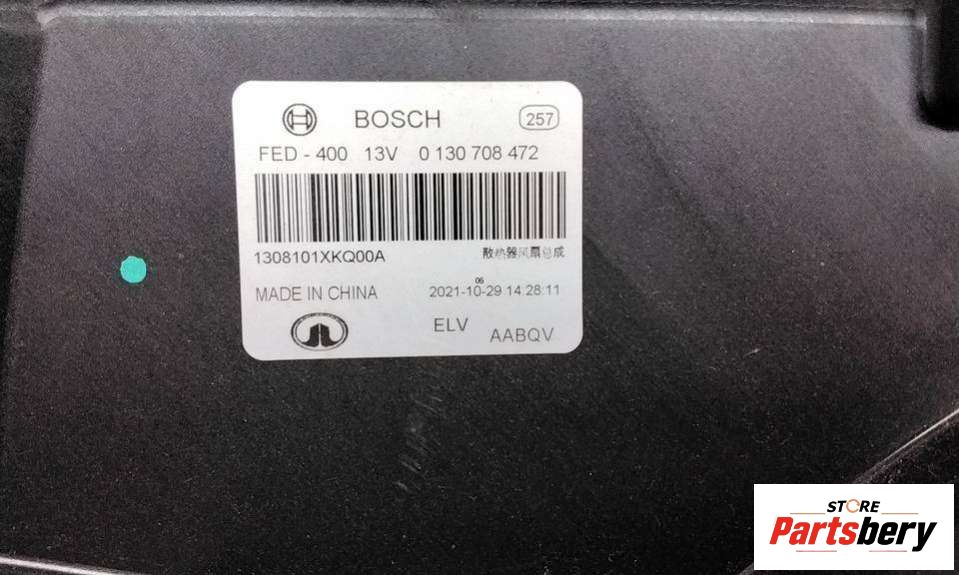 BOSCH 257
FED - 400 13V 0 130 708 472
1308101XKQ00A 散热器风扇总成
06
MADE IN CHINA 2021-10-29 14:28:11
ELV AABQV
STORE
Partsbery